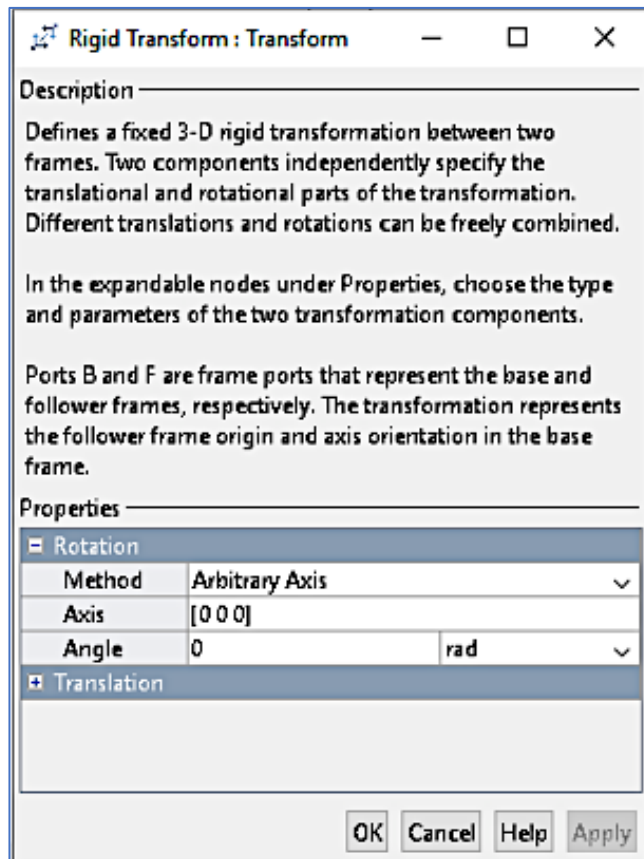 Rigid Transform : Transform
Description
Defines a fixed 3-D rigid transformation between two
frames. Two components independently specify the
translational and rotational parts of the transformation.
Different translations and rotations can be freely combined.
In the expandable nodes under Properties, choose the type
and parameters of the two transformation components.
Ports B and F are frame ports that represent the base and
follower frames, respectively. The transformation represents
the follower frame origin and axis orientation in the base
frame.
Properties
Rotation
Method Arbitrary Axis
Axis [0 0 0]
Angle 0 rad
Translation
OK Cancel Help Apply